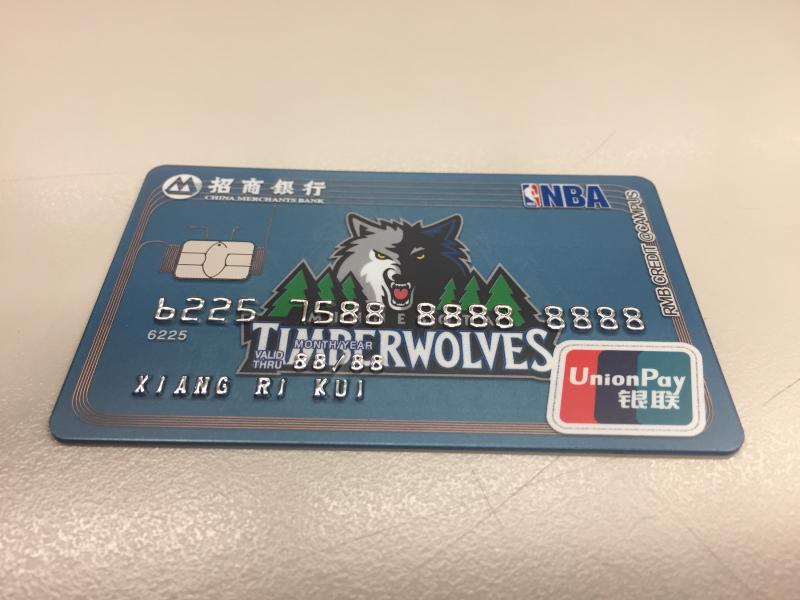 招商银行
CHINA MERCHANTS BANK
NBA
RMB CREDIT @CAMPUS
6225 7588 8888 8888
6225
TIMBERWOLVES
MONTH/YEAR
VALID THRU 88/88
XIANG RI KUI
UnionPay
银联